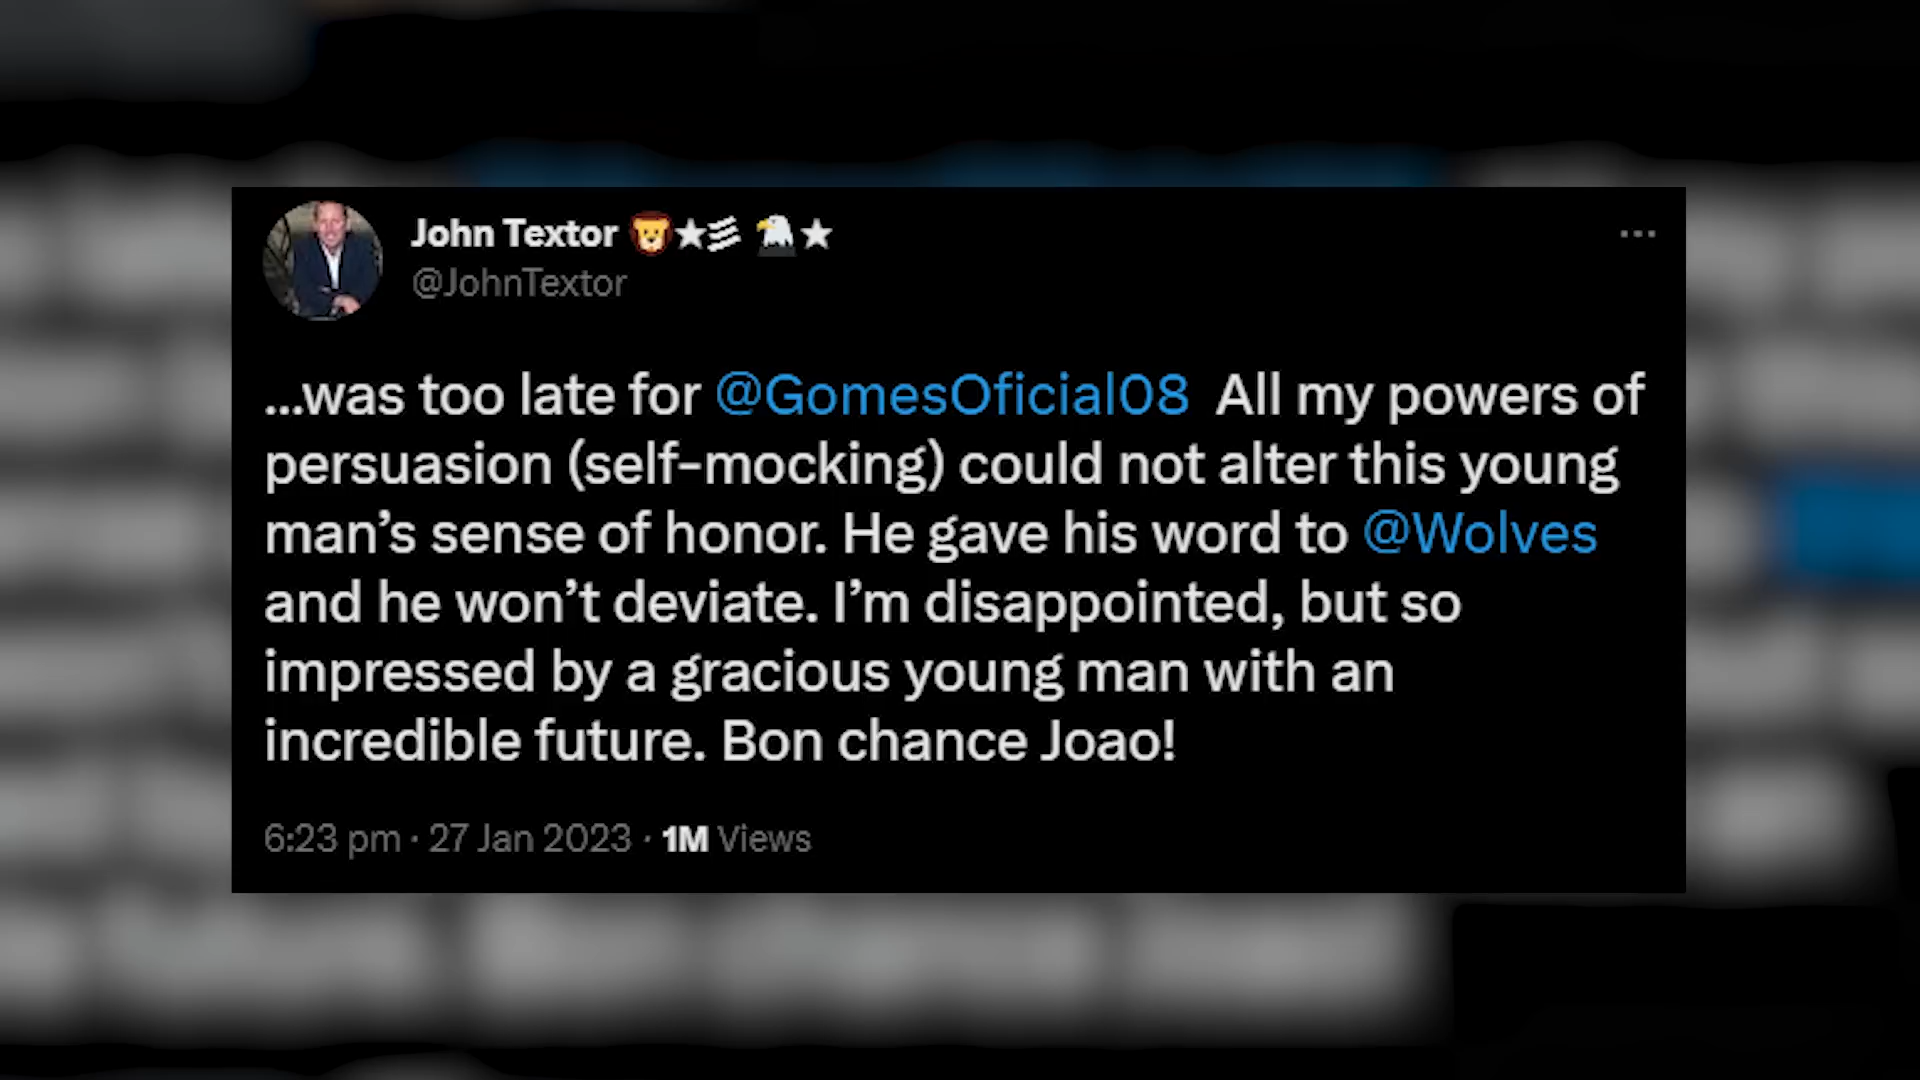 John Textor 🦁★彡 🦅★
@JohnTextor
...was too late for @GomesOficial08 All my powers of
persuasion (self-mocking) could not alter this young
man’s sense of honor. He gave his word to @Wolves
and he won’t deviate. I’m disappointed, but so
impressed by a gracious young man with an
incredible future. Bon chance Joao!
6:23 pm · 27 Jan 2023 · 1M Views